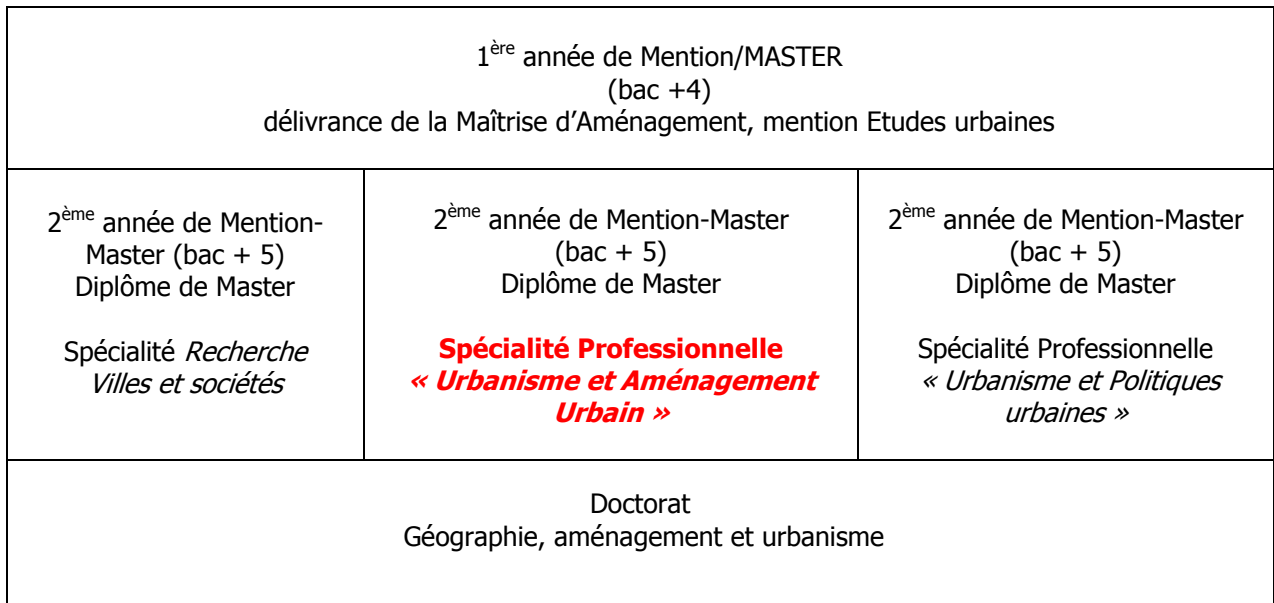 1ère année de Mention/MASTER
(bac +4)
délivrance de la Maîtrise d’Aménagement, mention Etudes urbaines
2ème année de Mention-
Master (bac + 5)
Diplôme de Master
Spécialité Recherche
Villes et sociétés
2ème année de Mention-Master
(bac + 5)
Diplôme de Master
Spécialité Professionnelle
« Urbanisme et Aménagement
Urbain »
2ème année de Mention-Master
(bac + 5)
Diplôme de Master
Spécialité Professionnelle
« Urbanisme et Politiques
urbaines »
Doctorat
Géographie, aménagement et urbanisme